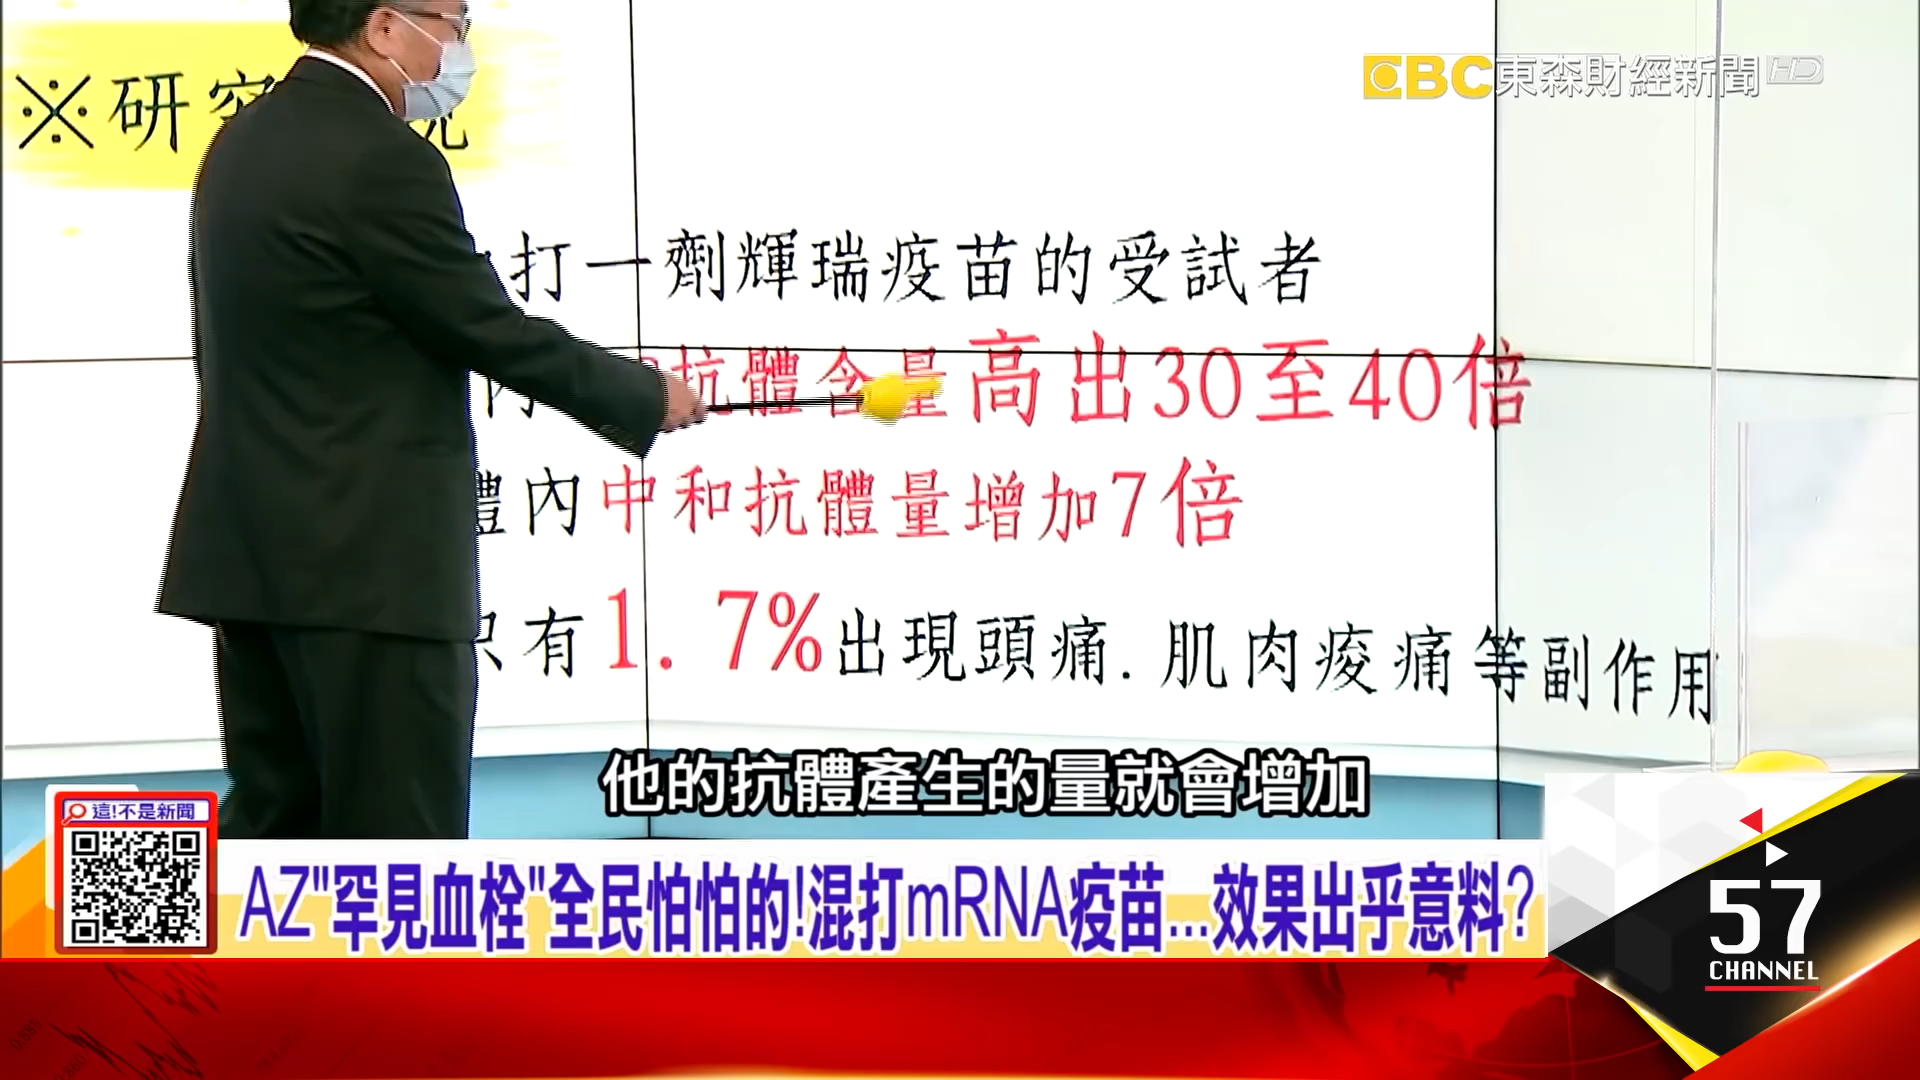 EBC東森財經新聞HD
※研究
打一劑輝瑞疫苗的受試者
內 抗體含量高出30至40倍
體內中和抗體量增加7倍
只有1.7%出現頭痛.肌肉痠痛等副作用
他的抗體產生的量就會增加
這!不是新聞
AZ"罕見血栓"全民怕怕的!混打mRNA疫苗...效果出乎意料?
57
CHANNEL